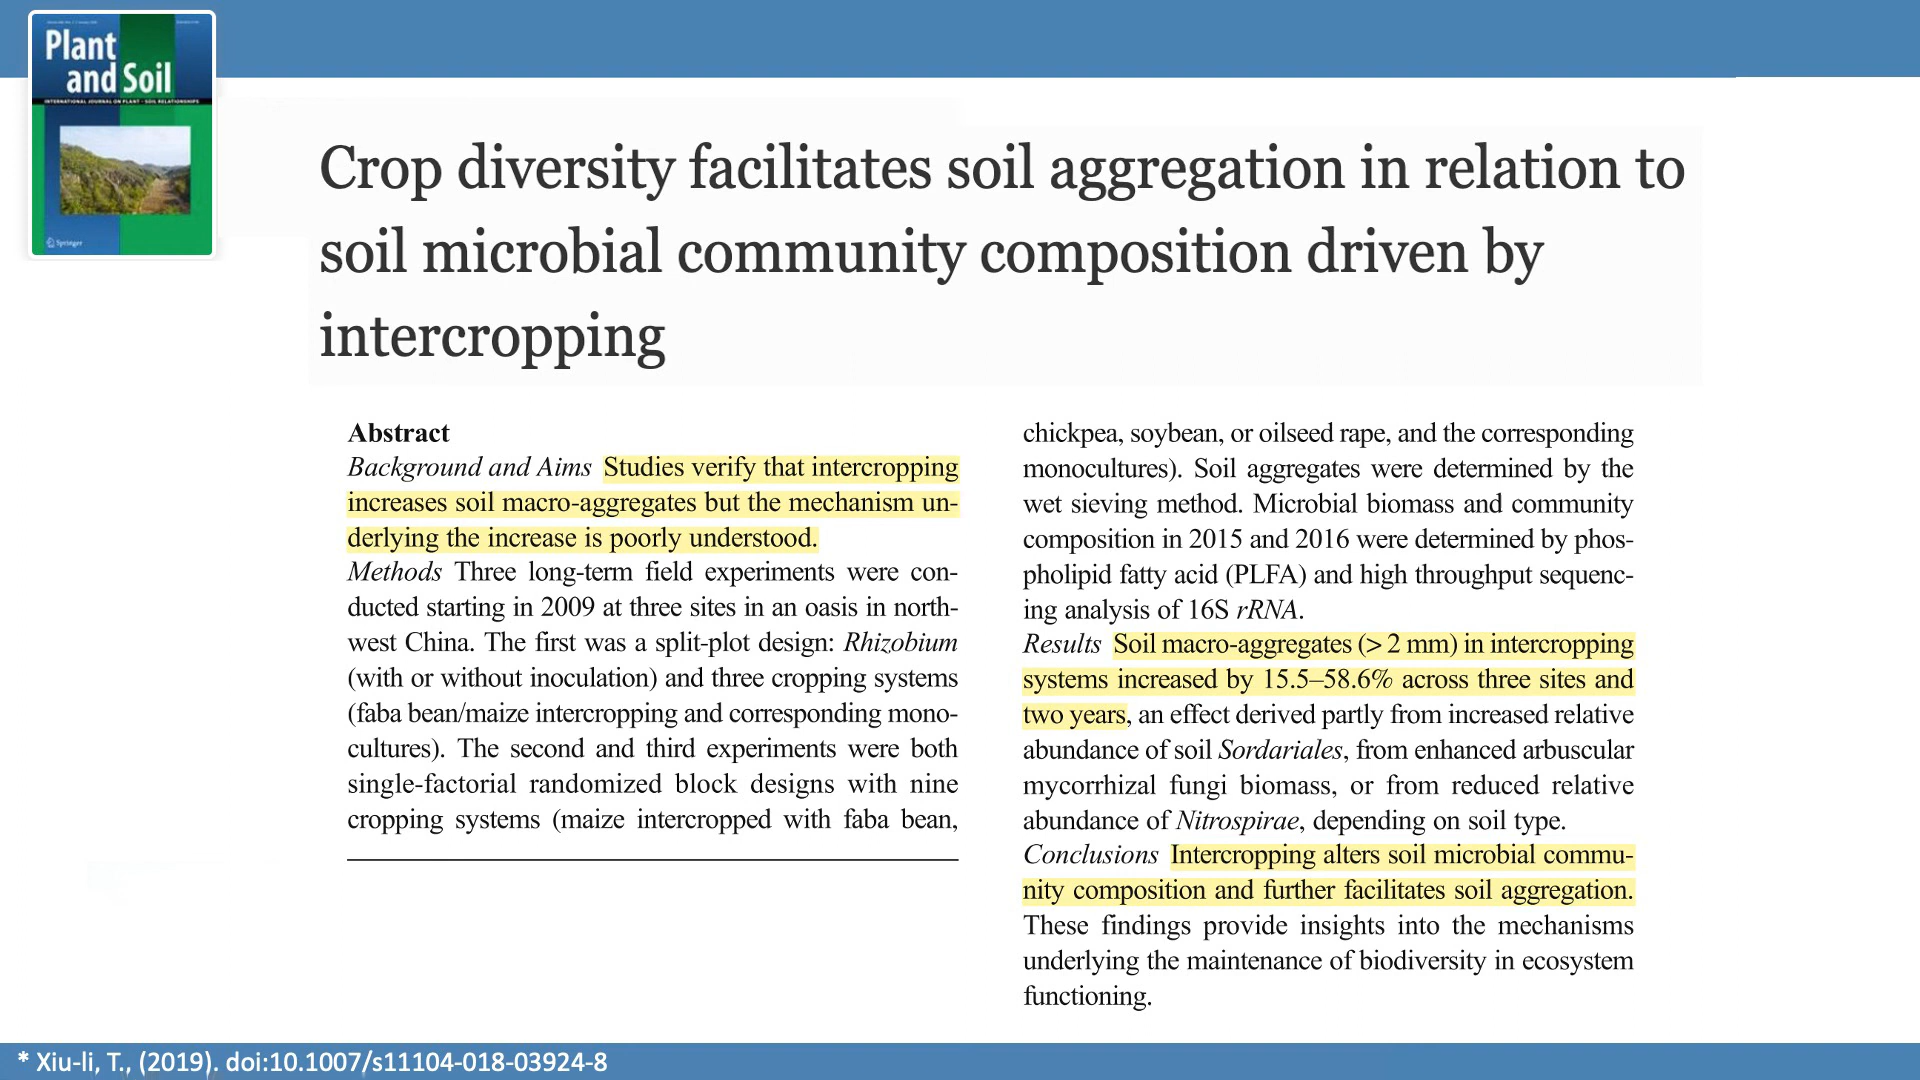 Plant
and Soil
INTERNATIONAL JOURNAL ON PLANT - SOIL RELATIONSHIPS
Springer
Crop diversity facilitates soil aggregation in relation to
soil microbial community composition driven by
intercropping
Abstract
Background and Aims Studies verify that intercropping
increases soil macro-aggregates but the mechanism un-
derlying the increase is poorly understood.
Methods Three long-term field experiments were con-
ducted starting in 2009 at three sites in an oasis in north-
west China. The first was a split-plot design: Rhizobium
(with or without inoculation) and three cropping systems
(faba bean/maize intercropping and corresponding mono-
cultures). The second and third experiments were both
single-factorial randomized block designs with nine
cropping systems (maize intercropped with faba bean,
chickpea, soybean, or oilseed rape, and the corresponding
monocultures). Soil aggregates were determined by the
wet sieving method. Microbial biomass and community
composition in 2015 and 2016 were determined by phos-
pholipid fatty acid (PLFA) and high throughput sequenc-
ing analysis of 16S rRNA.
Results Soil macro-aggregates (> 2 mm) in intercropping
systems increased by 15.5–58.6% across three sites and
two years, an effect derived partly from increased relative
abundance of soil Sordariales, from enhanced arbuscular
mycorrhizal fungi biomass, or from reduced relative
abundance of Nitrospirae, depending on soil type.
Conclusions Intercropping alters soil microbial commu-
nity composition and further facilitates soil aggregation.
These findings provide insights into the mechanisms
underlying the maintenance of biodiversity in ecosystem
functioning.
* Xiu-li, T., (2019). doi:10.1007/s11104-018-03924-8